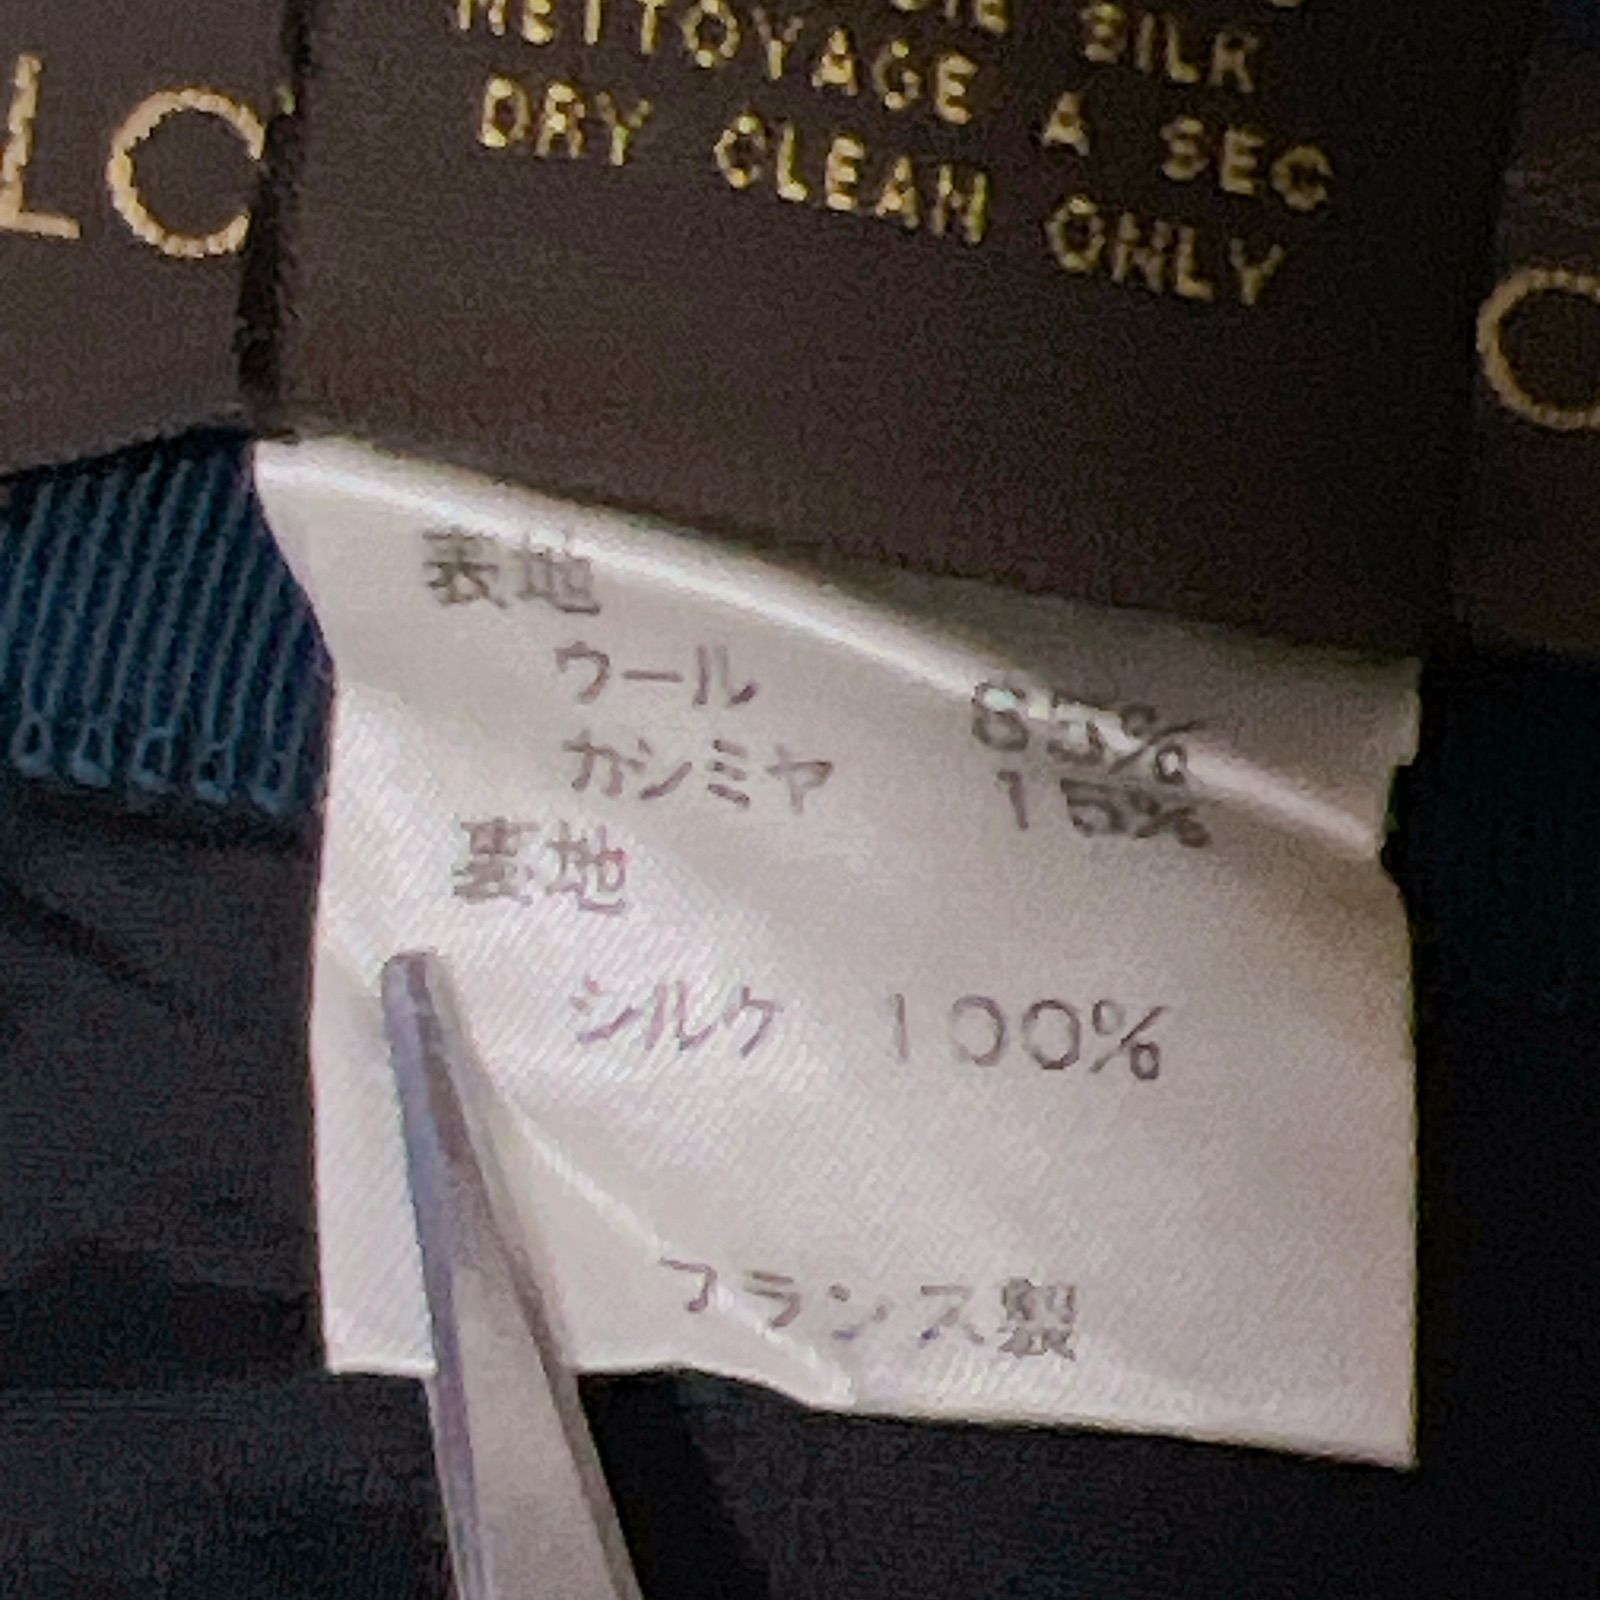 SILK
NETTOYAGE A SEC
DRY CLEAN ONLY
LC
表地
ウール 85%
カシミヤ 15%
裏地
シルク 100%
フランス製